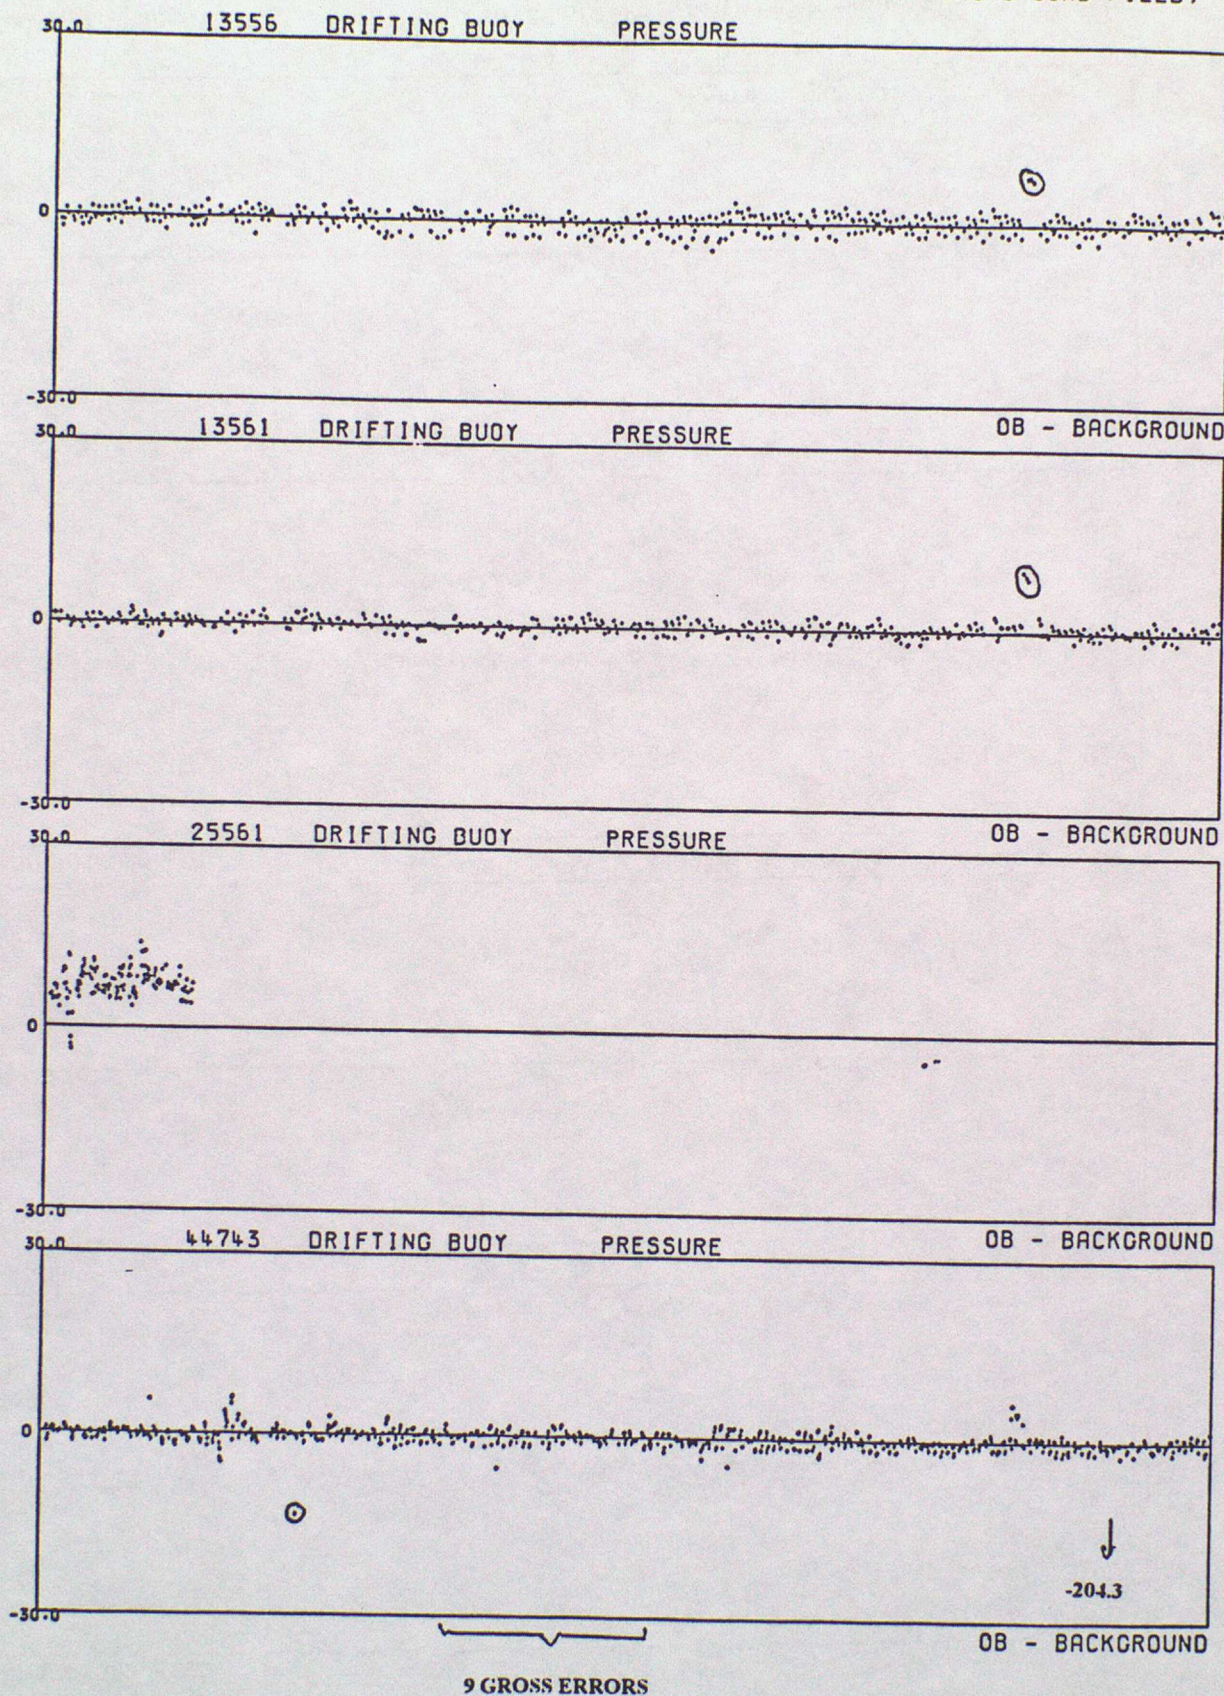 30.0 13556 DRIFTING BUOY PRESSURE
0
-30.0
30.0 13561 DRIFTING BUOY PRESSURE OB - BACKGROUND
0
-30.0
30.0 25561 DRIFTING BUOY PRESSURE OB - BACKGROUND
0
-30.0
30.0 44743 DRIFTING BUOY PRESSURE OB - BACKGROUND
0
-204.3
-30.0
OB - BACKGROUND
9 GROSS ERRORS